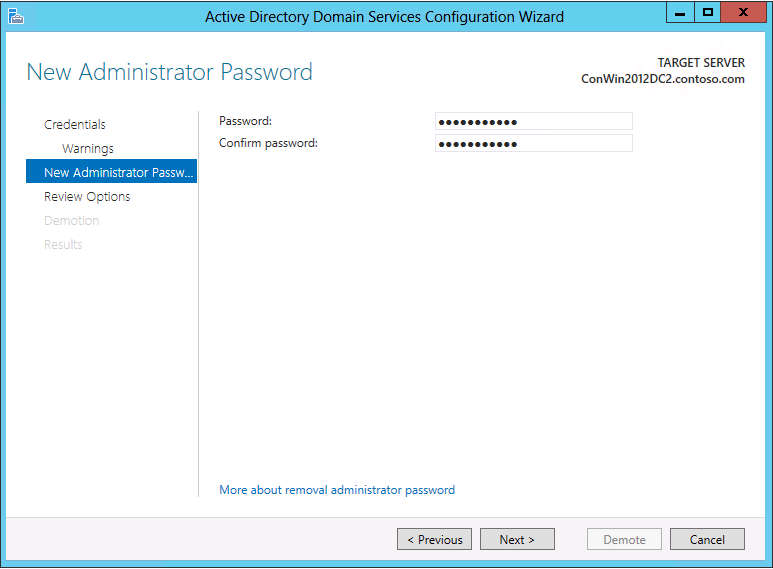 Active Directory Domain Services Configuration Wizard
New Administrator Password
TARGET SERVER
ConWin2012DC2.contoso.com
Credentials
Warnings
New Administrator Passw...
Review Options
Demotion
Results
Password: ●●●●●●●●●●●
Confirm password: ●●●●●●●●●●●
More about removal administrator password
< Previous Next > Demote Cancel